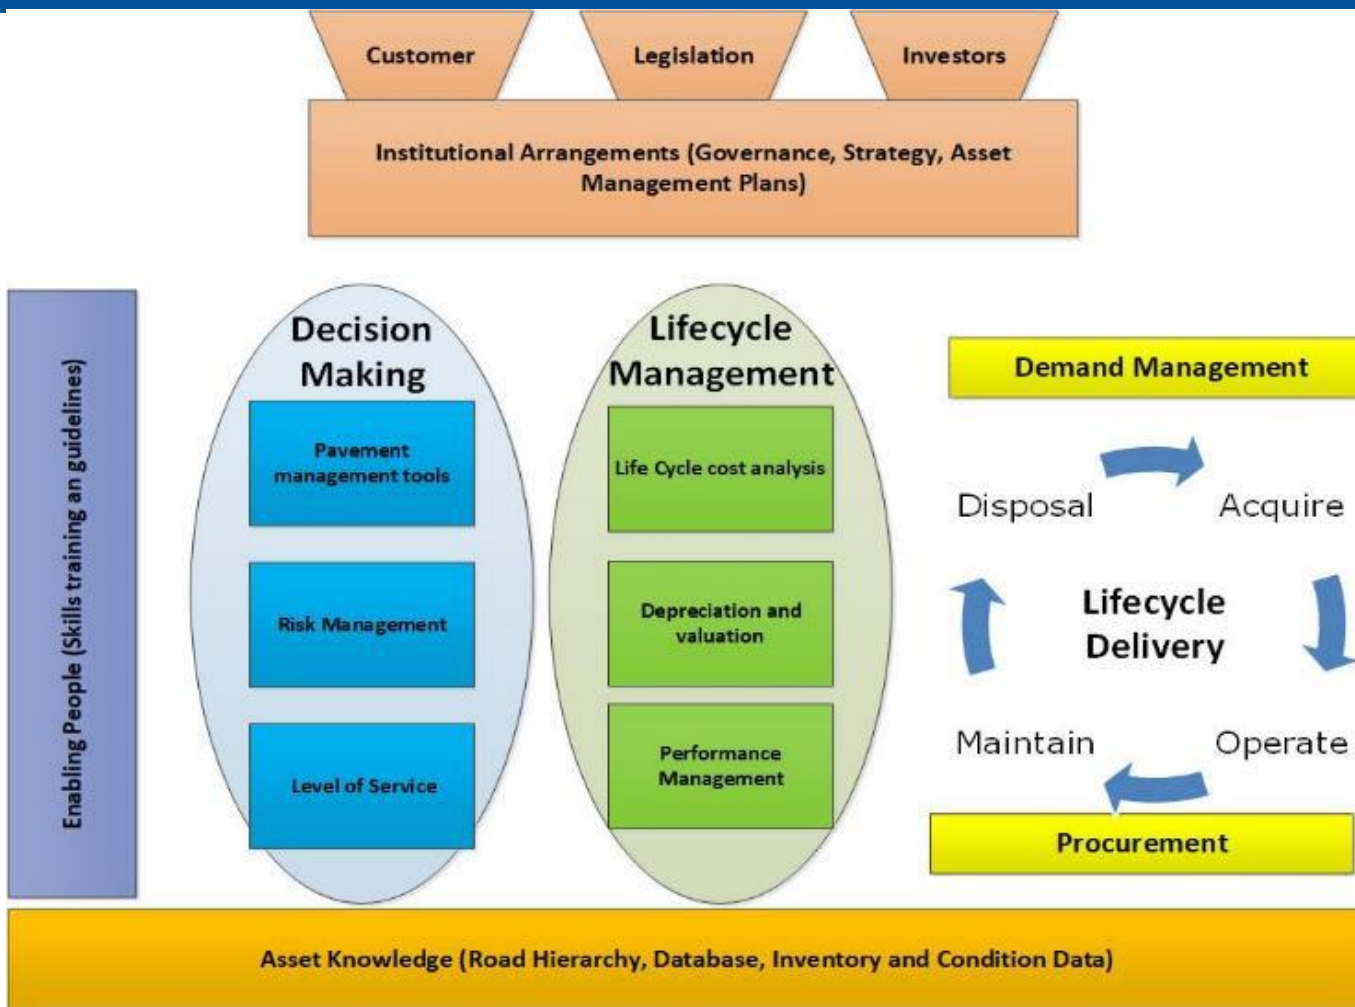 Customer
Legislation
Investors
Institutional Arrangements (Governance, Strategy, Asset
Management Plans)
Enabling People (Skills training an guidelines)
Decision
Making
Pavement
management tools
Risk Management
Level of Service
Lifecycle
Management
Life Cycle cost analysis
Depreciation and
valuation
Performance
Management
Demand Management
Disposal
Acquire
Lifecycle
Delivery
Maintain
Operate
Procurement
Asset Knowledge (Road Hierarchy, Database, Inventory and Condition Data)